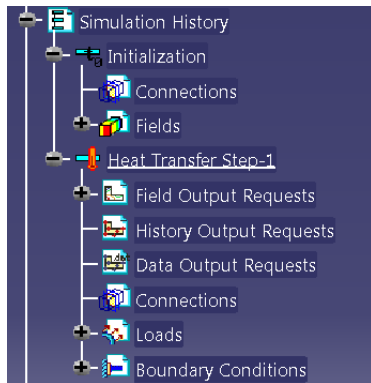 Simulation History
Initialization
Connections
Fields
Heat Transfer Step-1
Field Output Requests
History Output Requests
Data Output Requests
Connections
Loads
Boundary Conditions